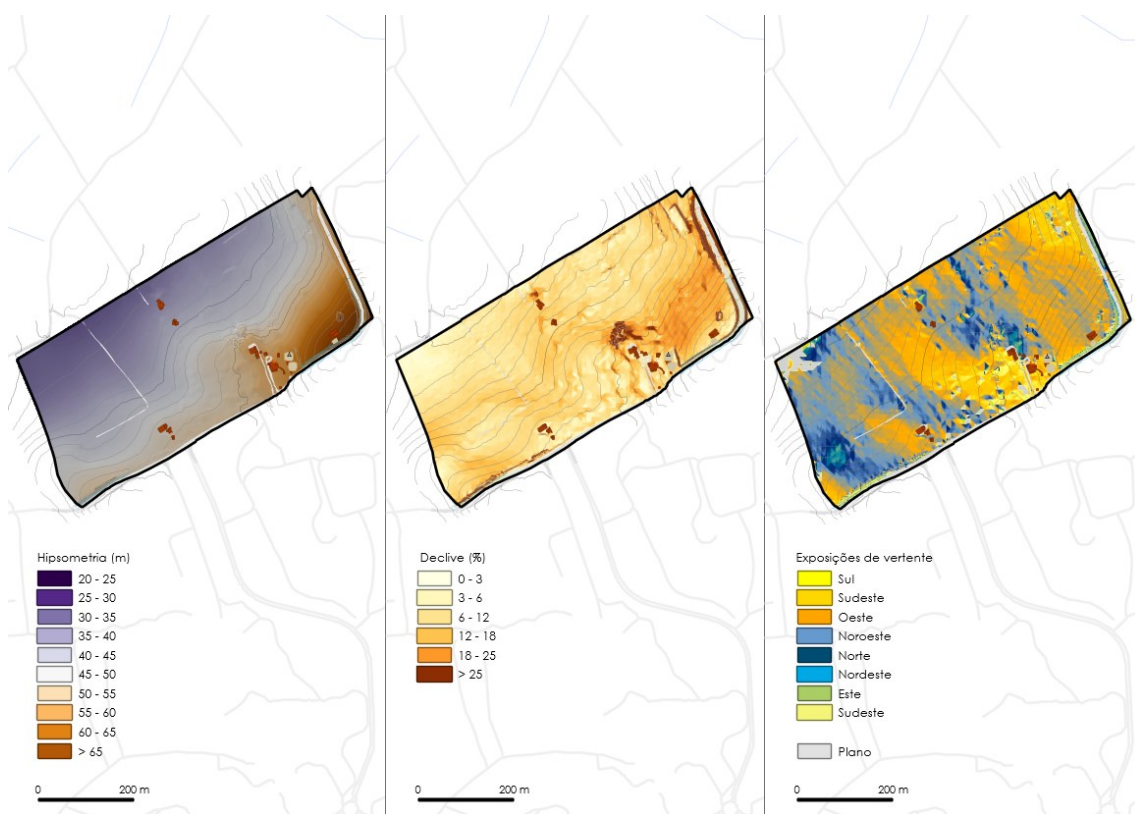 Hipsometria (m)
20 - 25
25 - 30
30 - 35
35 - 40
40 - 45
45 - 50
50 - 55
55 - 60
60 - 65
> 65
0 200 m
Declive (%)
0 - 3
3 - 6
6 - 12
12 - 18
18 - 25
> 25
0 200 m
Exposições de vertente
Sul
Sudeste
Oeste
Noroeste
Norte
Nordeste
Este
Sudeste
Plano
0 200 m